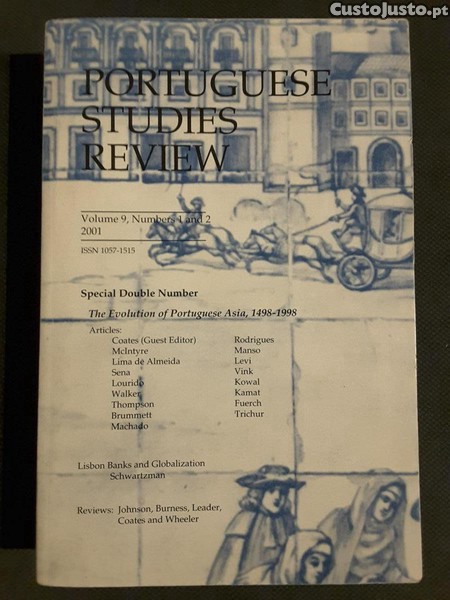 CustoJusto.pt
PORTUGUESE
STUDIES
REVIEW
Volume 9, Numbers 1 and 2
2001
ISSN 1057-1515
Special Double Number
The Evolution of Portuguese Asia, 1498-1998
Articles:
Coates (Guest Editor) Rodrigues
McIntyre Manso
Lima de Almeida Levi
Sena Vink
Lourido Kowal
Walker Kamat
Thompson Fuerch
Brummett Trichur
Machado
Lisbon Banks and Globalization
Schwartzman
Reviews: Johnson, Burness, Leader,
Coates and Wheeler